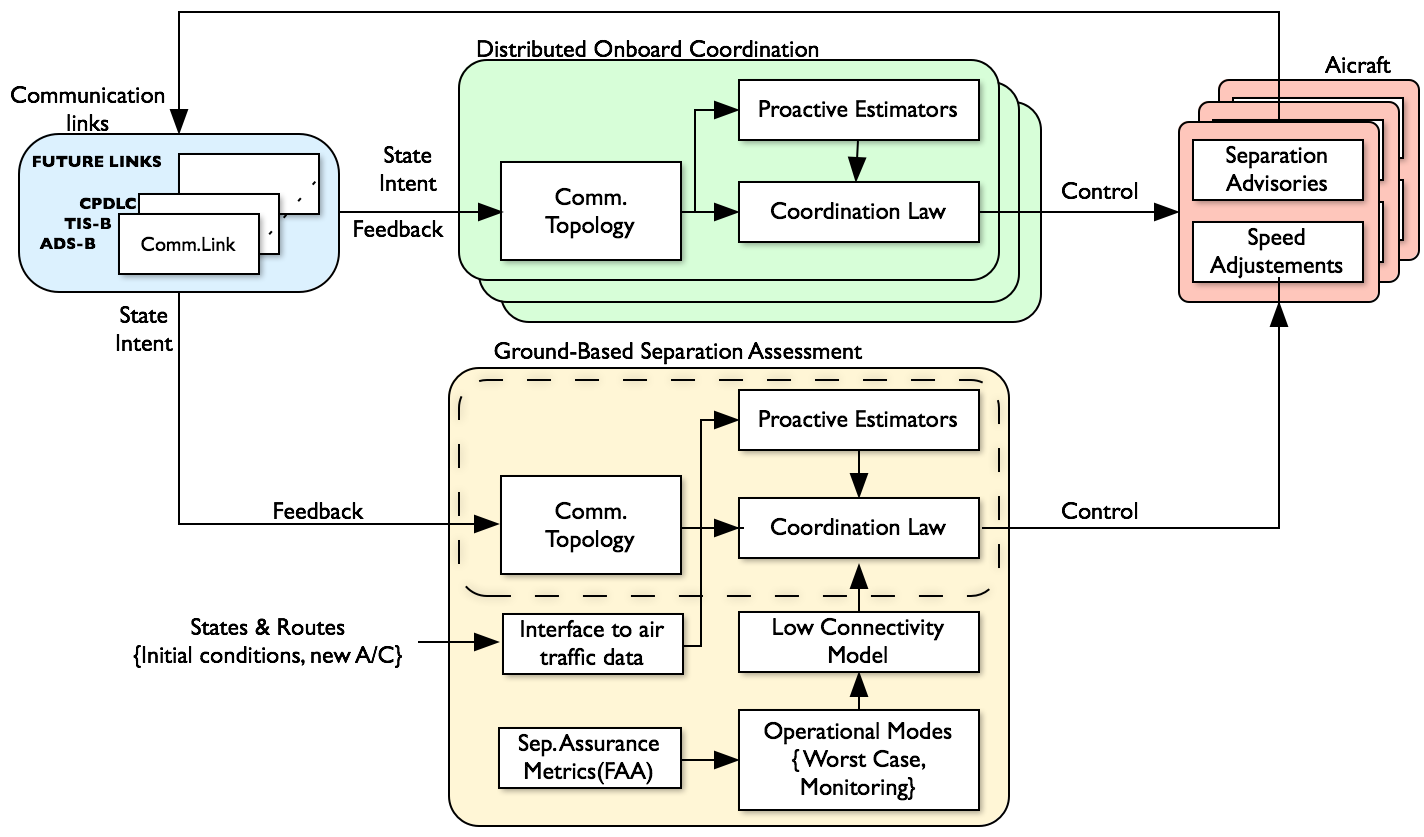 Distributed Onboard Coordination
Aicraft
Communication
links
FUTURE LINKS
CPDLC
TIS-B
ADS-B
Comm.Link
State
Intent
Feedback
Comm.
Topology
Proactive Estimators
Coordination Law
Control
Separation
Advisories
Speed
Adjustements
State
Intent
Ground-Based Separation Assessment
Feedback
Comm.
Topology
Proactive Estimators
Coordination Law
Control
States & Routes
{Initial conditions, new A/C}
Interface to air
traffic data
Low Connectivity
Model
Sep.Assurance
Metrics(FAA)
Operational Modes
{Worst Case,
Monitoring}